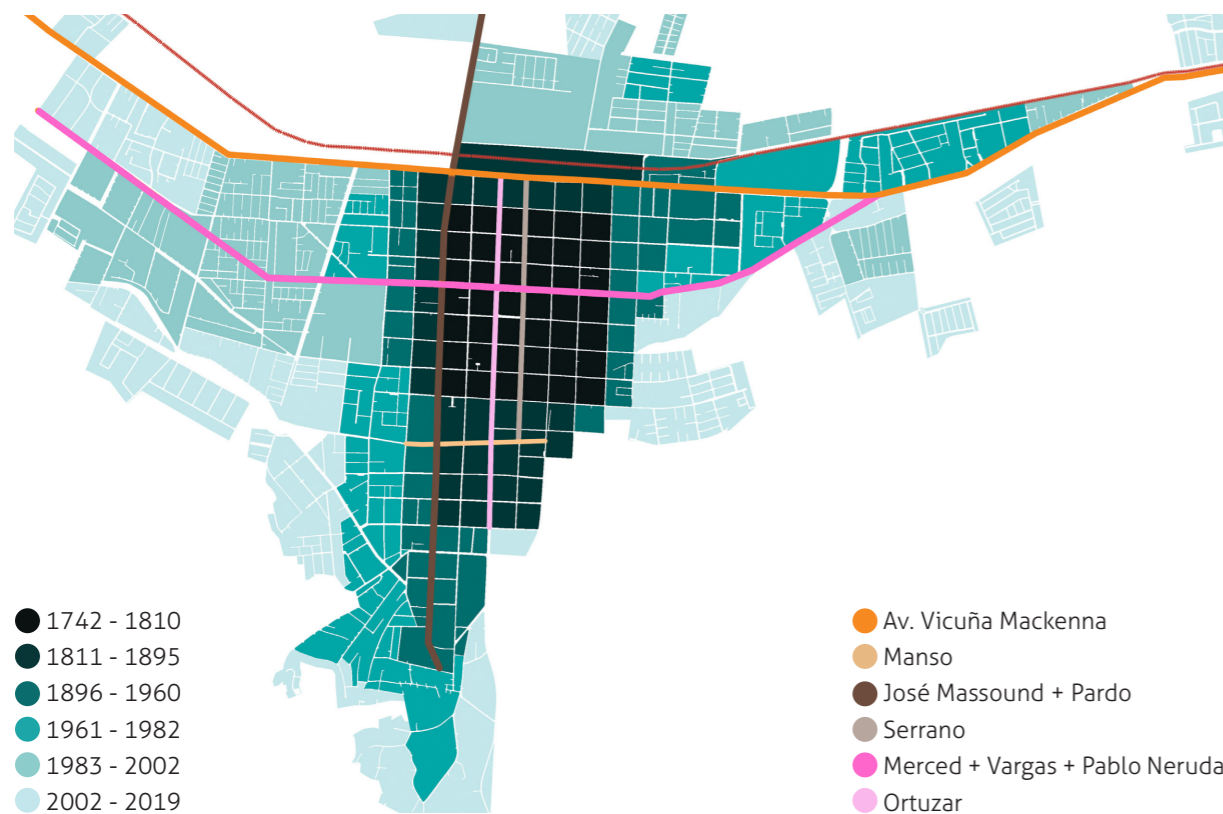 1742 - 1810
1811 - 1895
1896 - 1960
1961 - 1982
1983 - 2002
2002 - 2019
Av. Vicuña Mackenna
Manso
José Massound + Pardo
Serrano
Merced + Vargas + Pablo Neruda
Ortuzar